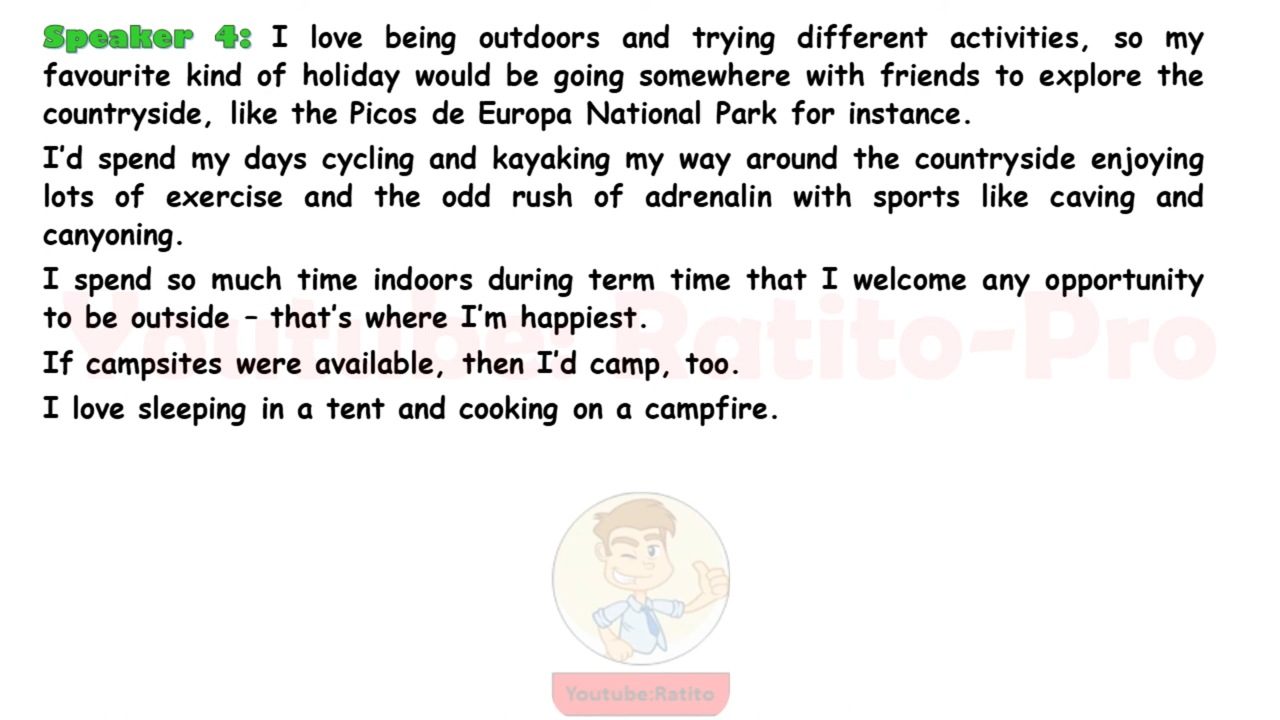 Speaker 4: I love being outdoors and trying different activities, so my
favourite kind of holiday would be going somewhere with friends to explore the
countryside, like the Picos de Europa National Park for instance.
I'd spend my days cycling and kayaking my way around the countryside enjoying
lots of exercise and the odd rush of adrenalin with sports like caving and
canyoning.
I spend so much time indoors during term time that I welcome any opportunity
to be outside – that's where I'm happiest.
Youtube: Ratito-Pro
If campsites were available, then I'd camp, too.
I love sleeping in a tent and cooking on a campfire.
Youtube:Ratito